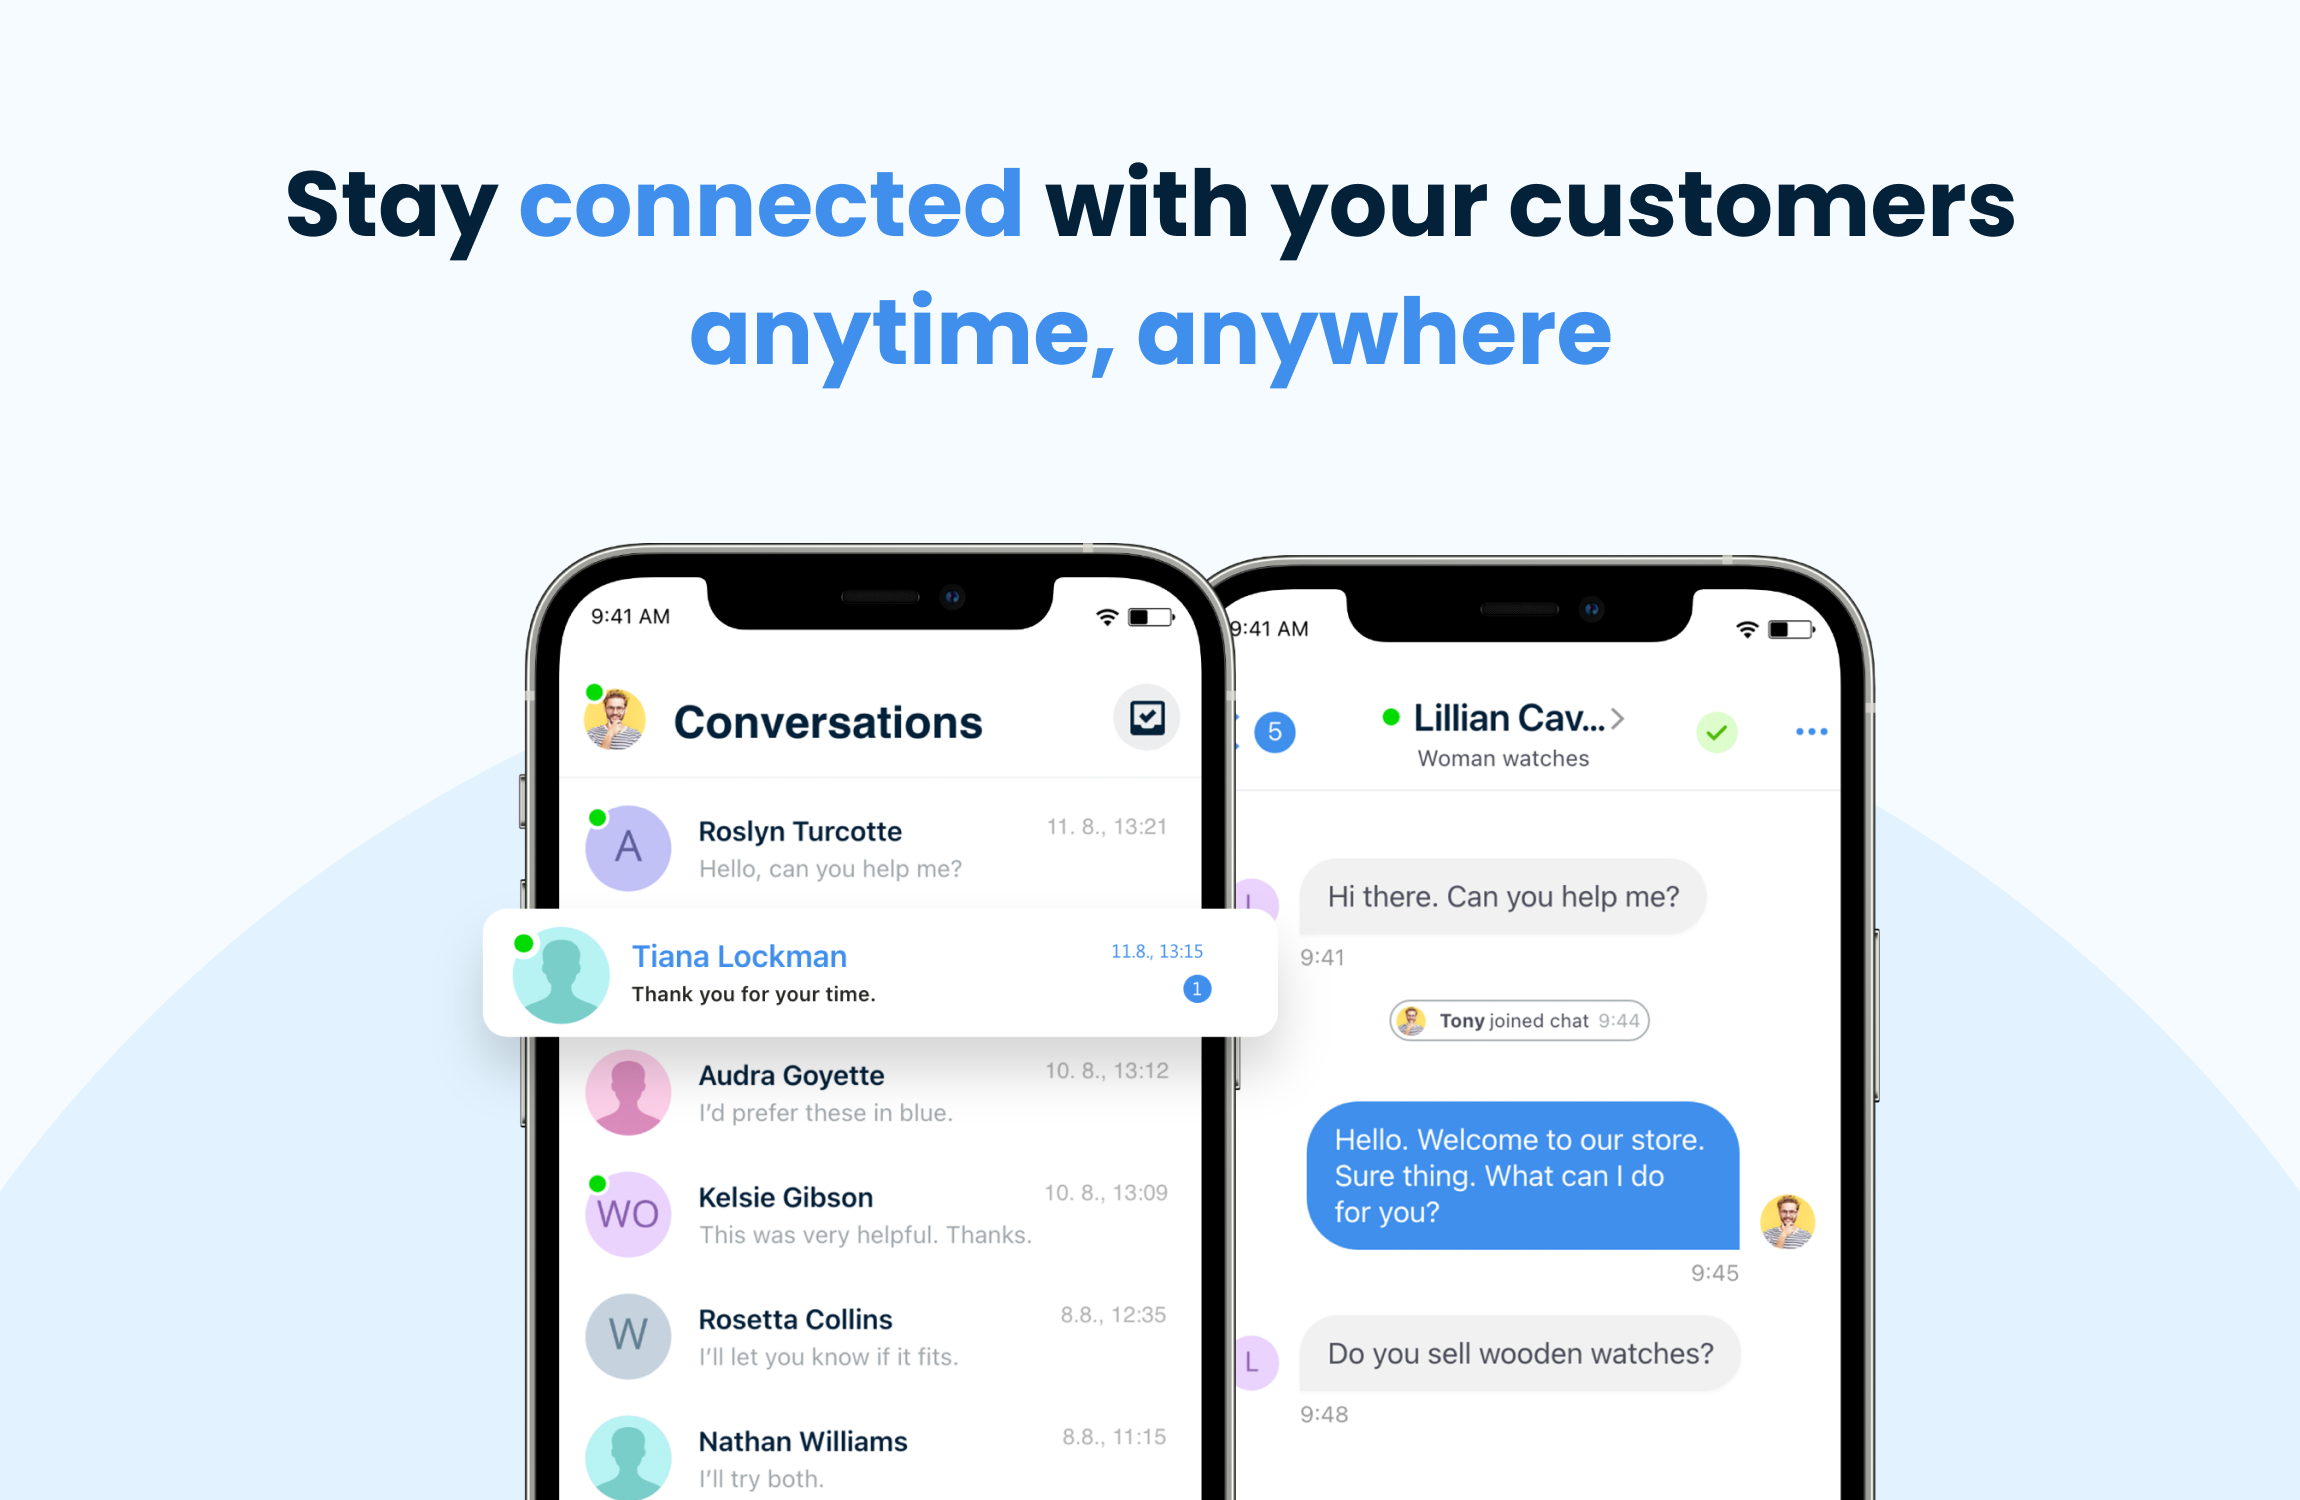 Stay connected with your customers
anytime, anywhere
9:41 AM
Conversations
A
Roslyn Turcotte
11. 8., 13:21
Hello, can you help me?
Tiana Lockman
11.8., 13:15
Thank you for your time.
1
Audra Goyette
10. 8., 13:12
I'd prefer these in blue.
WO
Kelsie Gibson
10. 8., 13:09
This was very helpful. Thanks.
W
Rosetta Collins
8.8., 12:35
I'll let you know if it fits.
Nathan Williams
8.8., 11:15
I'll try both.
9:41 AM
5
Lillian Cav...
Woman watches
L
Hi there. Can you help me?
9:41
Tony joined chat 9:44
Hello. Welcome to our store.
Sure thing. What can I do
for you?
9:45
L
Do you sell wooden watches?
9:48